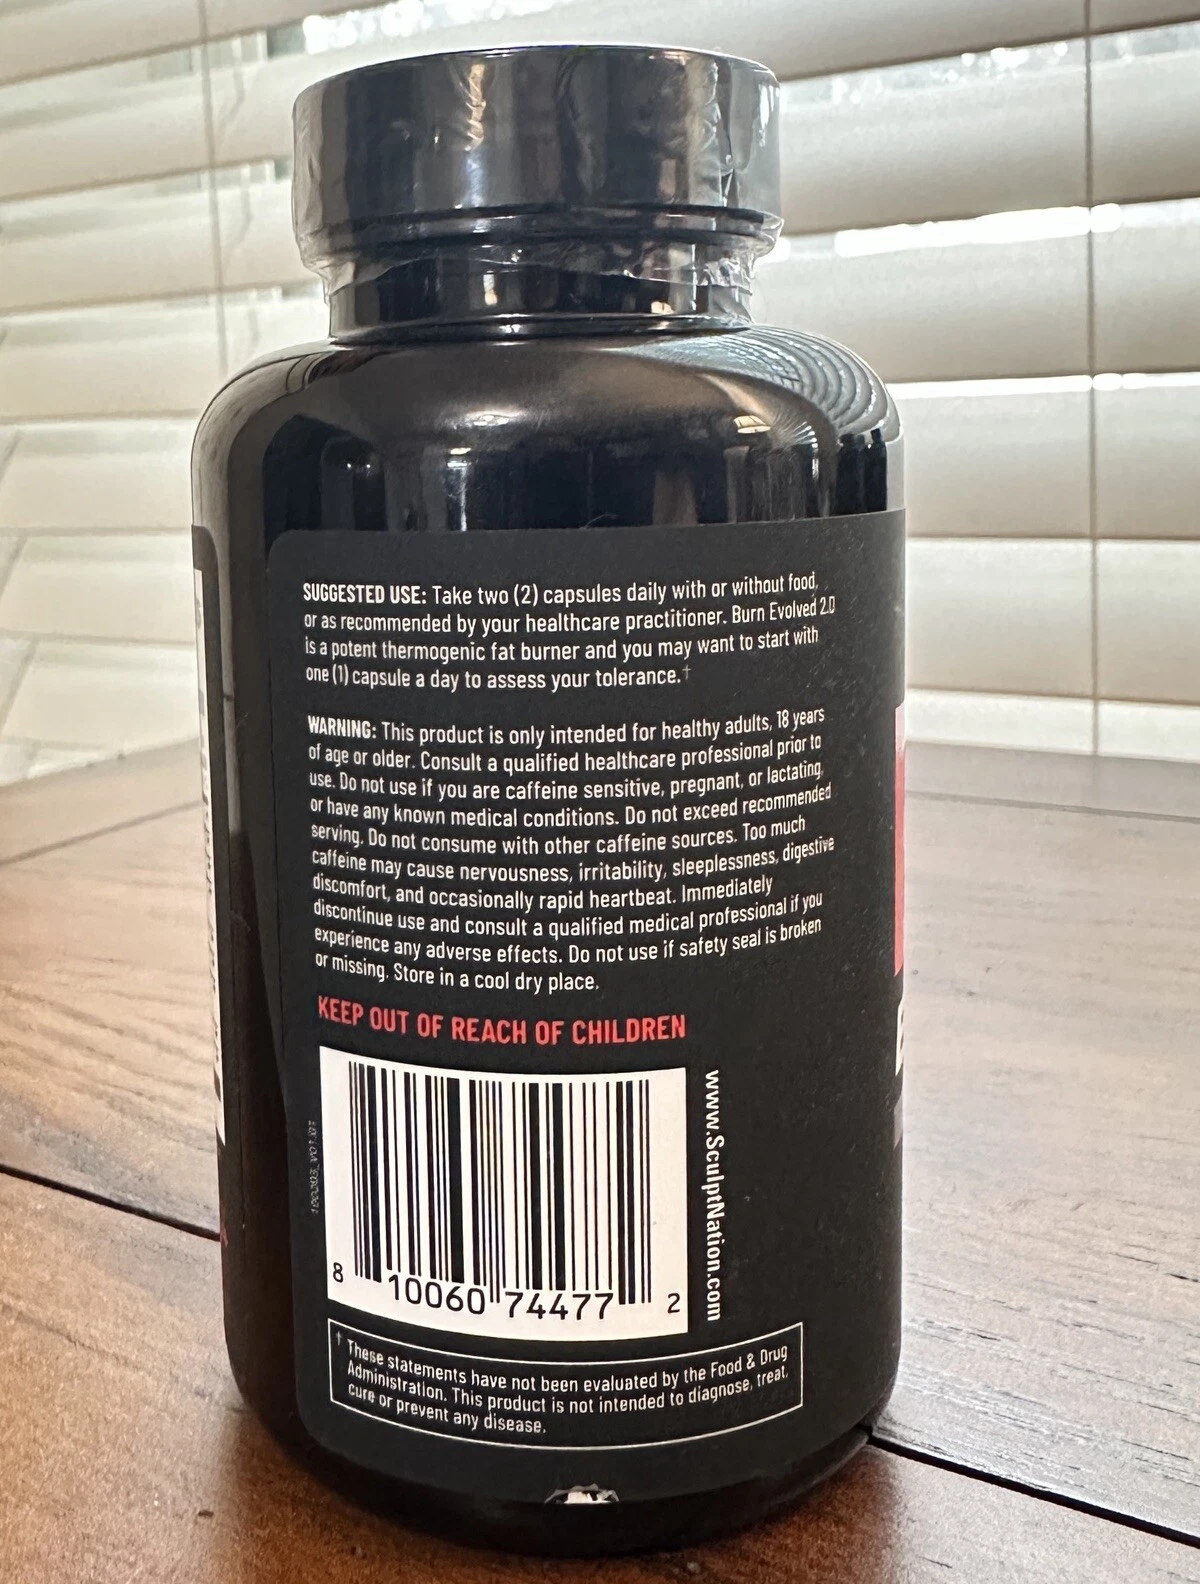 SUGGESTED USE: Take two (2) capsules daily with or without food,
or as recommended by your healthcare practitioner. Burn Evolved 2.0
is a potent thermogenic fat burner and you may want to start with
one (1) capsule a day to assess your tolerance.†
WARNING: This product is only intended for healthy adults, 18 years
of age or older. Consult a qualified healthcare professional prior to
use. Do not use if you are caffeine sensitive, pregnant, or lactating,
or have any known medical conditions. Do not exceed recommended
serving. Do not consume with other caffeine sources. Too much
caffeine may cause nervousness, irritability, sleeplessness, digestive
discomfort, and occasionally rapid heartbeat. Immediately
discontinue use and consult a qualified medical professional if you
experience any adverse effects. Do not use if safety seal is broken
or missing. Store in a cool dry place.
KEEP OUT OF REACH OF CHILDREN
8 10060 74477 2
www.SculptNation.com
† These statements have not been evaluated by the Food & Drug
Administration. This product is not intended to diagnose, treat,
cure or prevent any disease.